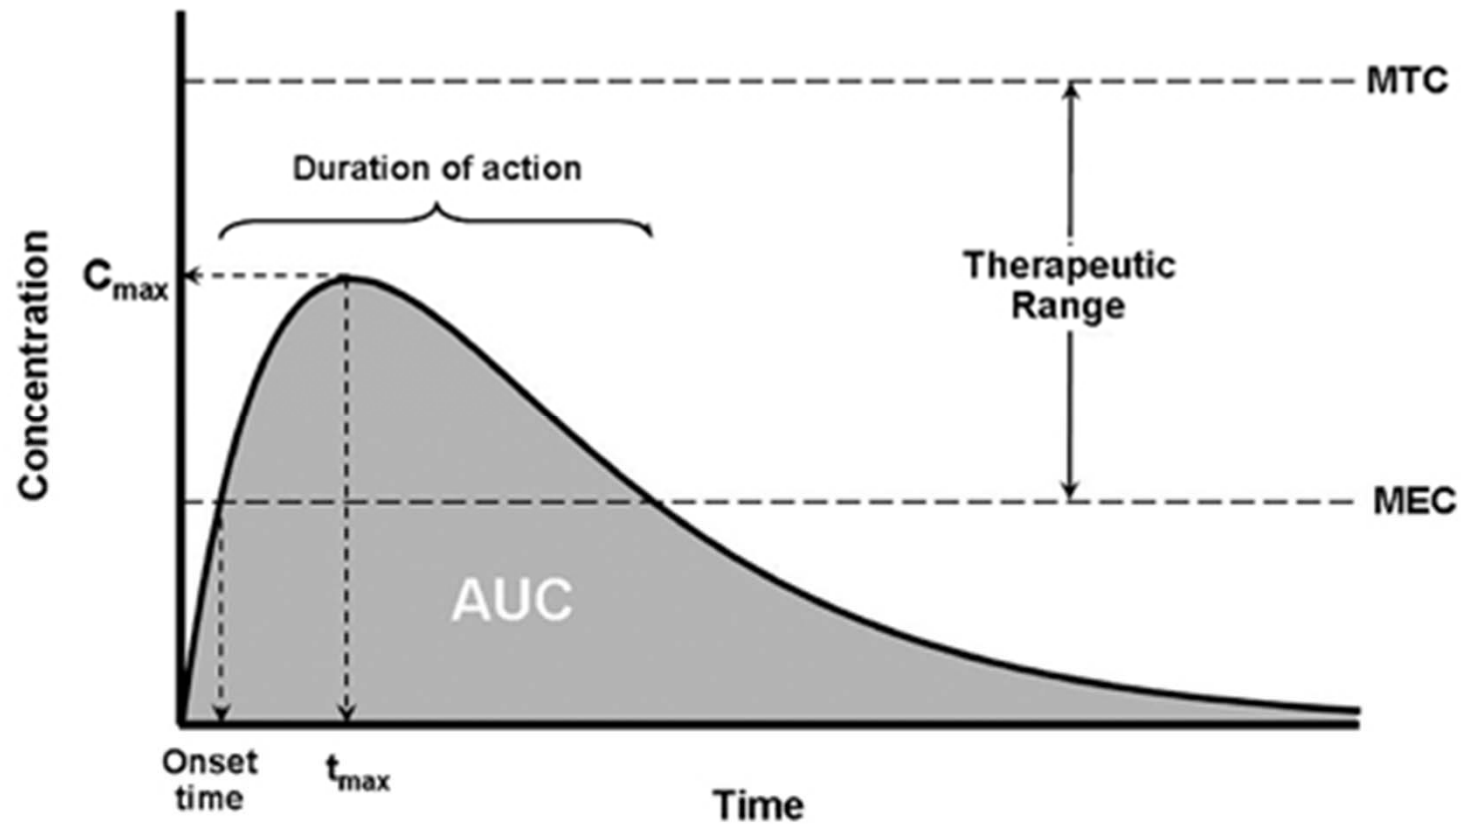 MTC
Duration of action
Concentration
Cmax
Therapeutic
Range
MEC
AUC
Onset
time
tmax
Time